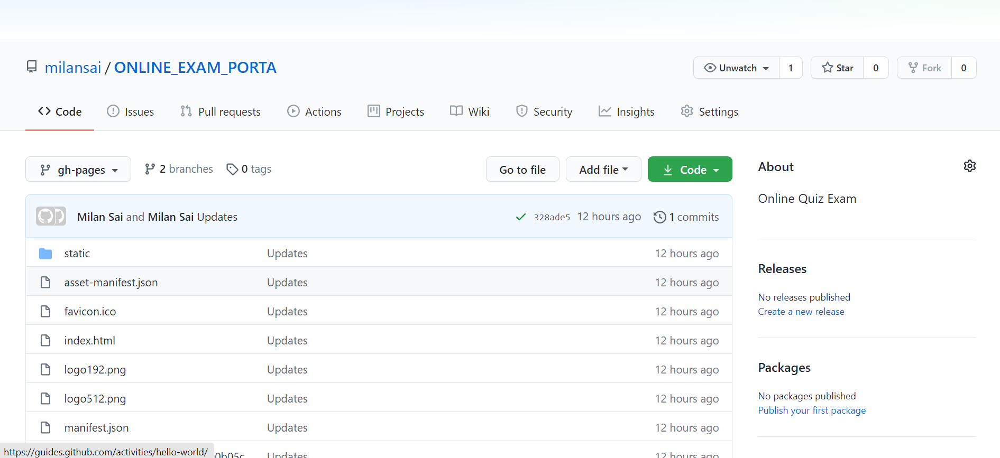 milansai / ONLINE_EXAM_PORTA
Unwatch 1
Star 0
Fork 0
Code
Issues
Pull requests
Actions
Projects
Wiki
Security
Insights
Settings
gh-pages
2 branches
0 tags
Go to file
Add file
Code
Milan Sai and Milan Sai Updates 328ade5 12 hours ago 1 commits
static Updates 12 hours ago
asset-manifest.json Updates 12 hours ago
favicon.ico Updates 12 hours ago
index.html Updates 12 hours ago
logo192.png Updates 12 hours ago
logo512.png Updates 12 hours ago
manifest.json Updates 12 hours ago
0b05c Updates 12 hours ago
About
Online Quiz Exam
Releases
No releases published
Create a new release
Packages
No packages published
Publish your first package
https://guides.github.com/activities/hello-world/